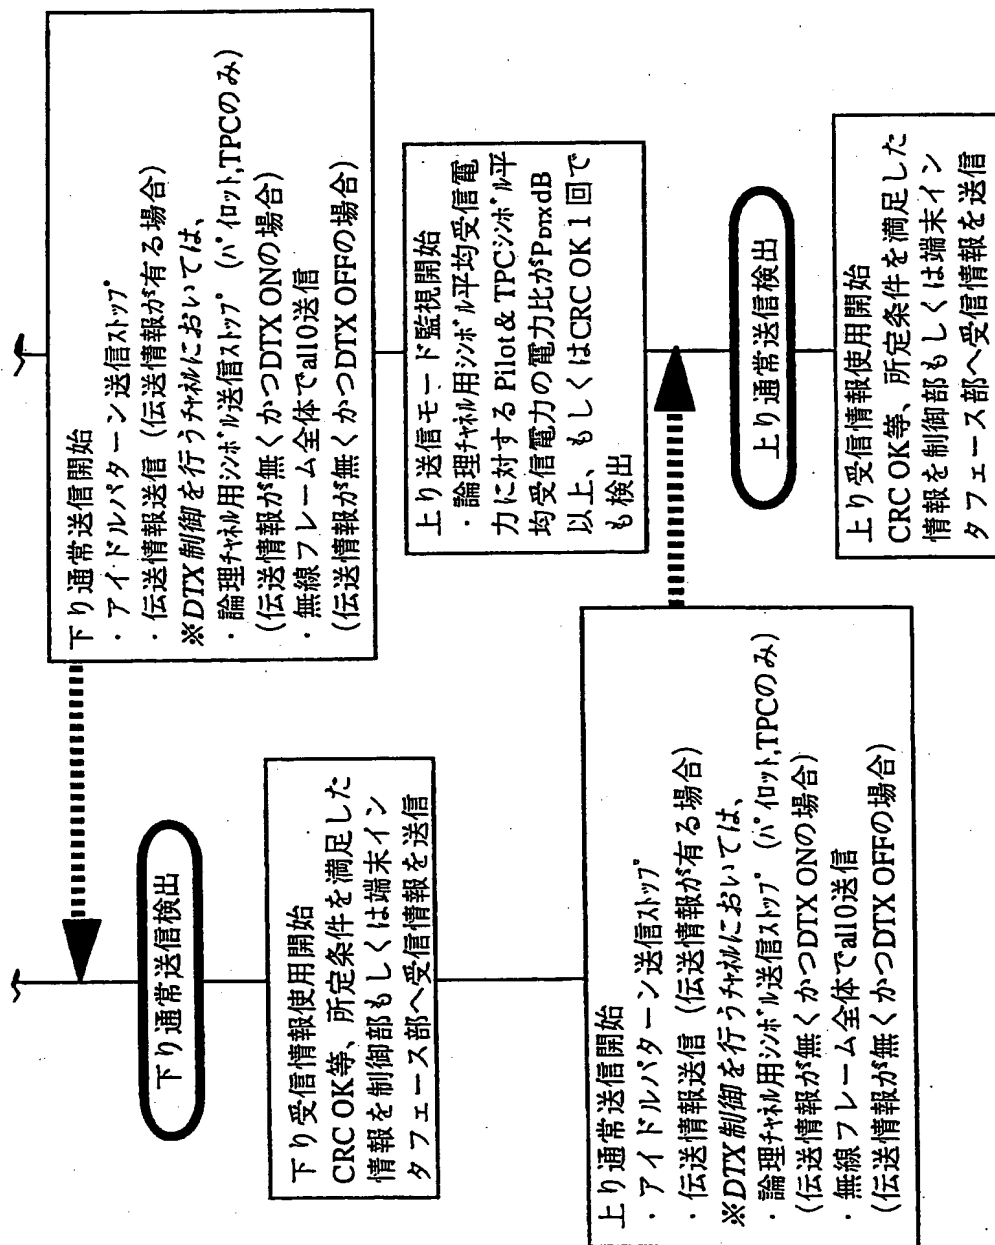 下り通常送信開始
・アイドルパターン送信ｽﾄｯﾌﾟ
・伝送情報送信（伝送情報が有る場合）
※DTX制御を行うﾁｬﾈﾙにおいては、
・論理ﾁｬﾈﾙ用ｼﾝﾎﾞﾙ送信ｽﾄｯﾌﾟ（ﾊﾟｲﾛｯﾄ,TPCのみ）
(伝送情報が無くかつDTX ONの場合)
・無線フレーム全体でall0送信
(伝送情報が無くかつDTX OFFの場合)
上り送信モード監視開始
・論理ﾁｬﾈﾙ用ｼﾝﾎﾞﾙ平均受信電
力に対するPilot & TPCｼﾝﾎﾞﾙ平
均受信電力の電力比がPDTXdB
以上、もしくはCRC OK 1回で
も検出
上り通常送信検出
上り受信情報使用開始
CRC OK等、所定条件を満足した
情報を制御部もしくは端末イン
タフェース部へ受信情報を送信
下り通常送信検出
下り受信情報使用開始
CRC OK等、所定条件を満足した
情報を制御部もしくは端末イン
タフェース部へ受信情報を送信
上り通常送信開始
・アイドルパターン送信ｽﾄｯﾌﾟ
・伝送情報送信（伝送情報が有る場合）
※DTX制御を行うﾁｬﾈﾙにおいては、
・論理ﾁｬﾈﾙ用ｼﾝﾎﾞﾙ送信ｽﾄｯﾌﾟ（ﾊﾟｲﾛｯﾄ,TPCのみ）
(伝送情報が無くかつDTX ONの場合)
・無線フレーム全体でall0送信
(伝送情報が無くかつDTX OFFの場合)